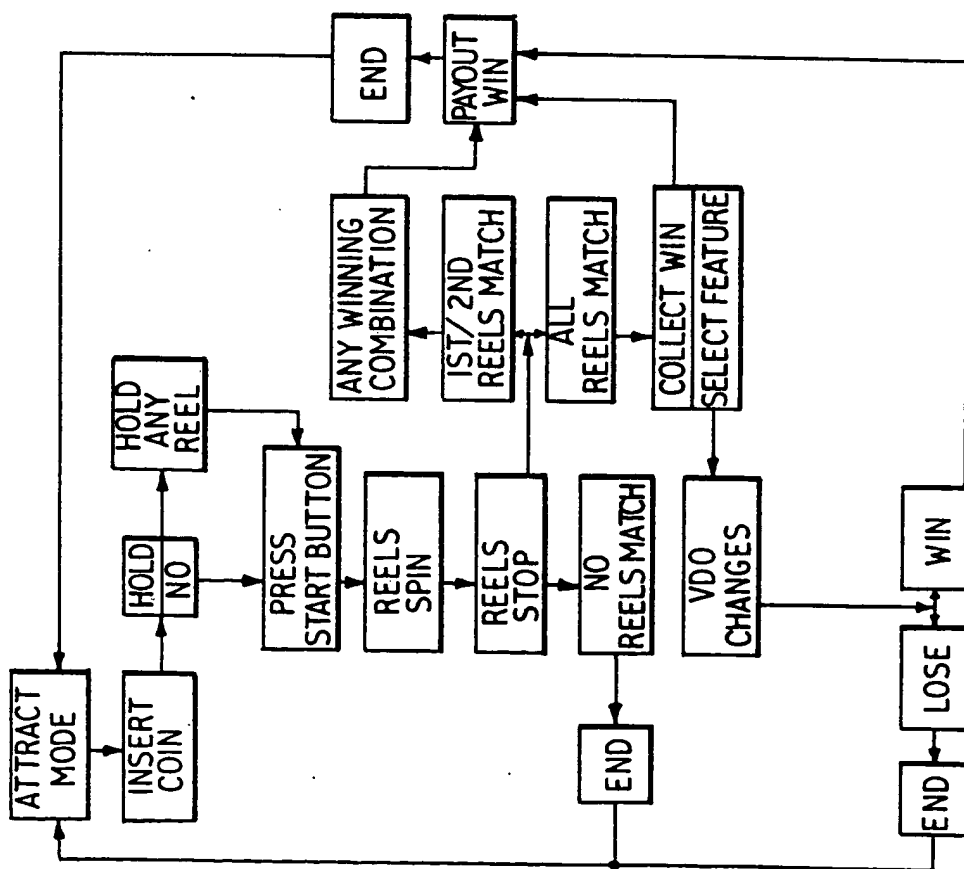 ATTRACT
MODE
INSERT
COIN
HOLD
NO
HOLD
ANY
REEL
PRESS
START BUTTON
REELS
SPIN
REELS
STOP
NO
REELS MATCH
END
ANY WINNING
COMBINATION
1ST/2ND
REELS MATCH
ALL
REELS MATCH
COLLECT WIN
SELECT FEATURE
PAYOUT
WIN
END
VDO
CHANGES
WIN
LOSE
END